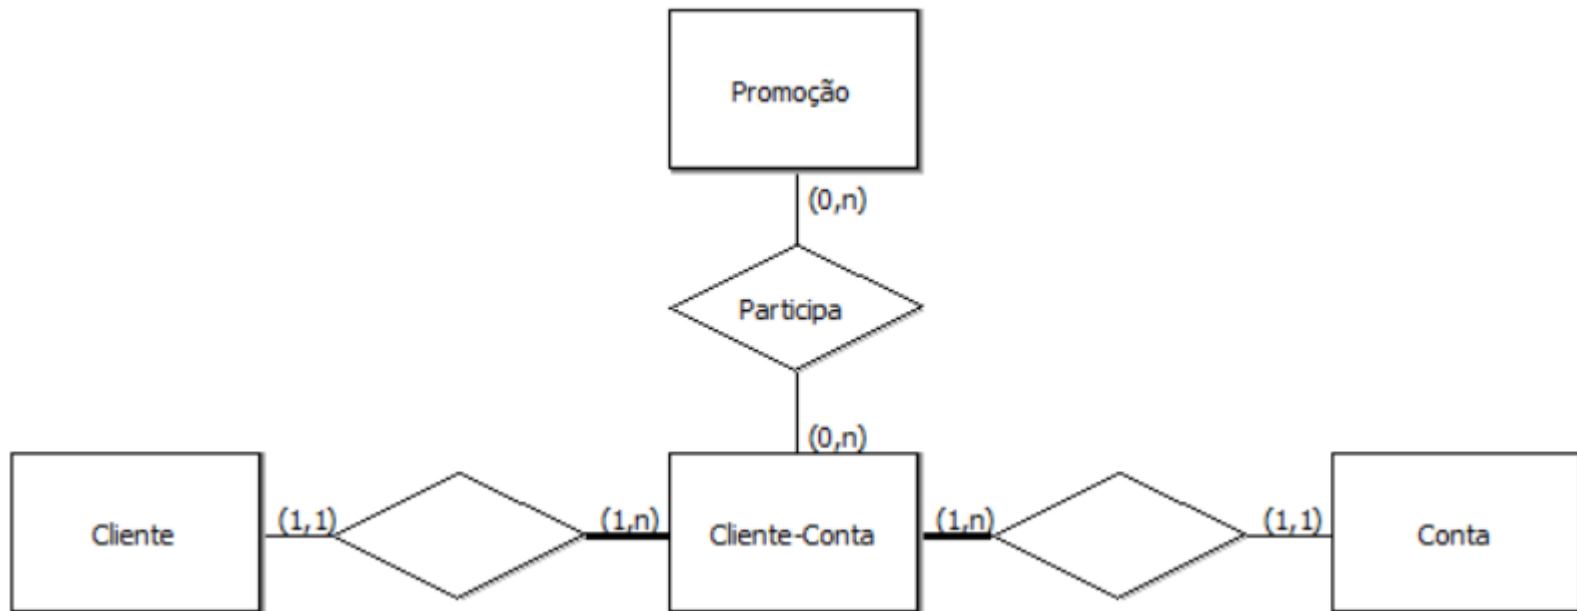 Promoção
(0,n)
Participa
(0,n)
Cliente
(1,1)
(1,n)
Cliente-Conta
(1,n)
(1,1)
Conta